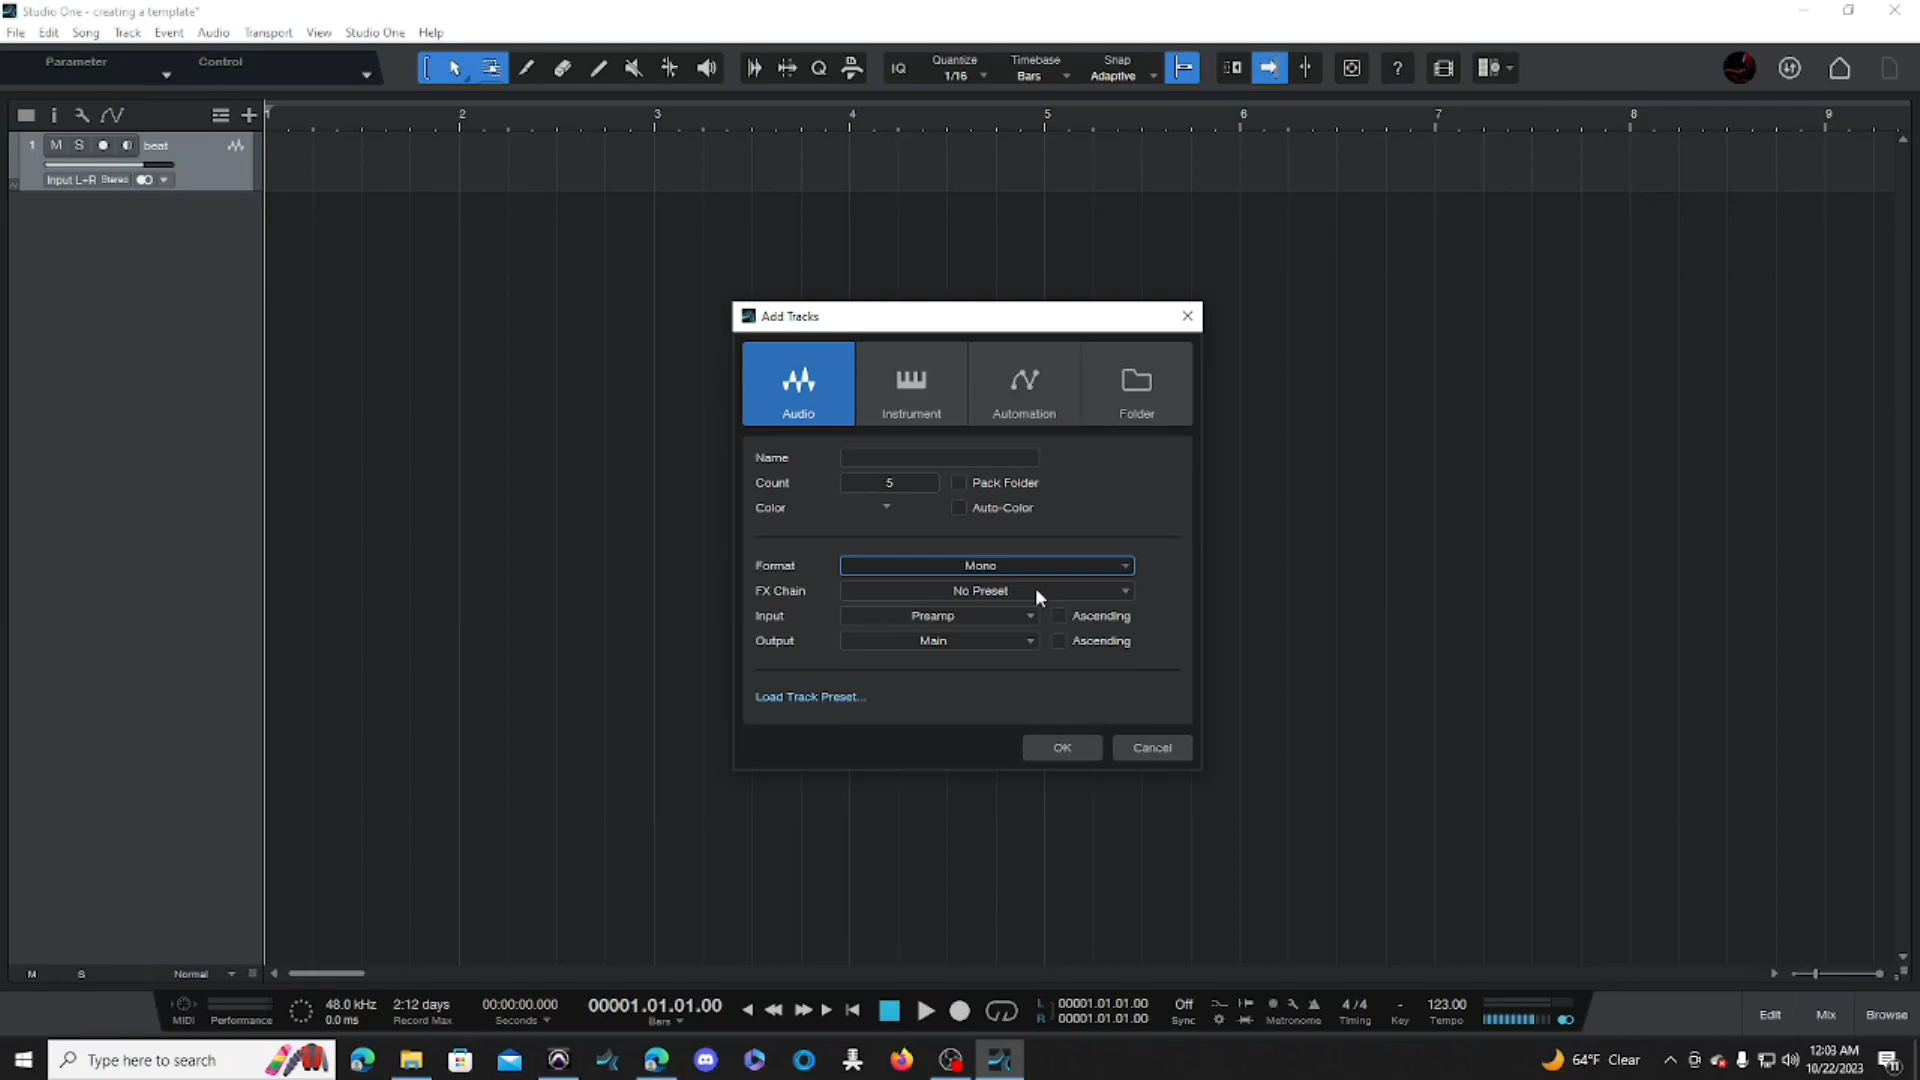 Studio One - creating a template*
File Edit Song Track Event Audio Transport View Studio One Help
Parameter Control
Quantize Timebase Snap
IQ 1/16 Bars Adaptive ?
1 2 3 4 5 6 7 8 9
1 M S beat
Input L+R Stereo
Add Tracks
Audio Instrument Automation Folder
Name
Count 5 Pack Folder
Color Auto-Color
Format Mono
FX Chain No Preset
Input Preamp Ascending
Output Main Ascending
Load Track Preset...
OK Cancel
M S Normal
48.0 kHz 2:12 days 00:00:00.000 00001.01.01.00 L 00001.01.01.00 Off 4 / 4 - 123.00
0.0 ms R 00001.01.01.00
MIDI Performance Record Max Seconds Bars Sync Metronome Timing Key Tempo Edit Mix Browse
Type here to search
64°F Clear
12:03 AM
10/22/2023
11